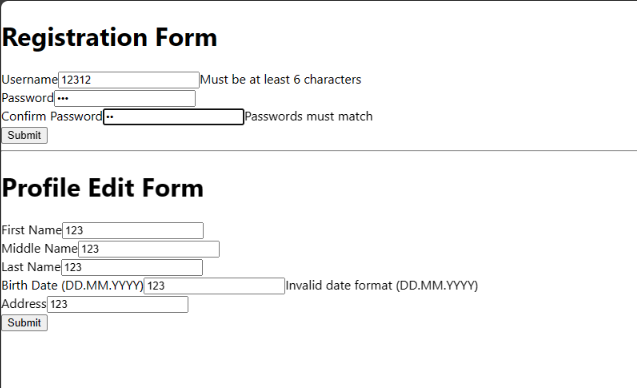 Registration Form
Username 12312 Must be at least 6 characters
Password •••
Confirm Password •• Passwords must match
Submit
Profile Edit Form
First Name 123
Middle Name 123
Last Name 123
Birth Date (DD.MM.YYYY) 123 Invalid date format (DD.MM.YYYY)
Address 123
Submit